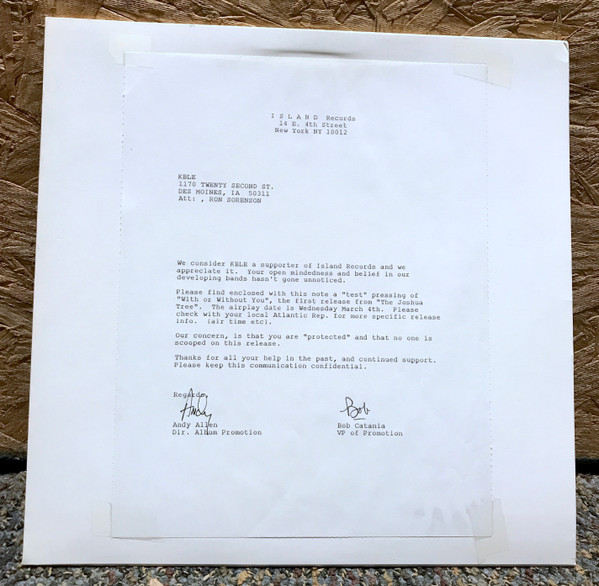 I S L A N D Records
14 E. 4th Street
New York NY 10012
KBLE
1170 TWENTY SECOND ST.
DES MOINES, IA 50311
Att: , RON SORENSON
We consider KBLE a supporter of Island Records and we
appreciate it. Your open mindedness and belief in our
developing bands hasn't gone unnoticed.
Please find enclosed with this note a "test" pressing of
"With or Without You", the first release from "The Joshua
Tree". The airplay date is Wednesday March 4th. Please
check with your local Atlantic Rep. for more specific release
info. (air time etc).
Our concern, is that you are "protected" and that no one is
scooped on this release.
Thanks for all your help in the past, and continued support.
Please keep this communication confidential.
Regards,
Andy Bob
Andy Allen Bob Catania
Dir. Album Promotion VP of Promotion